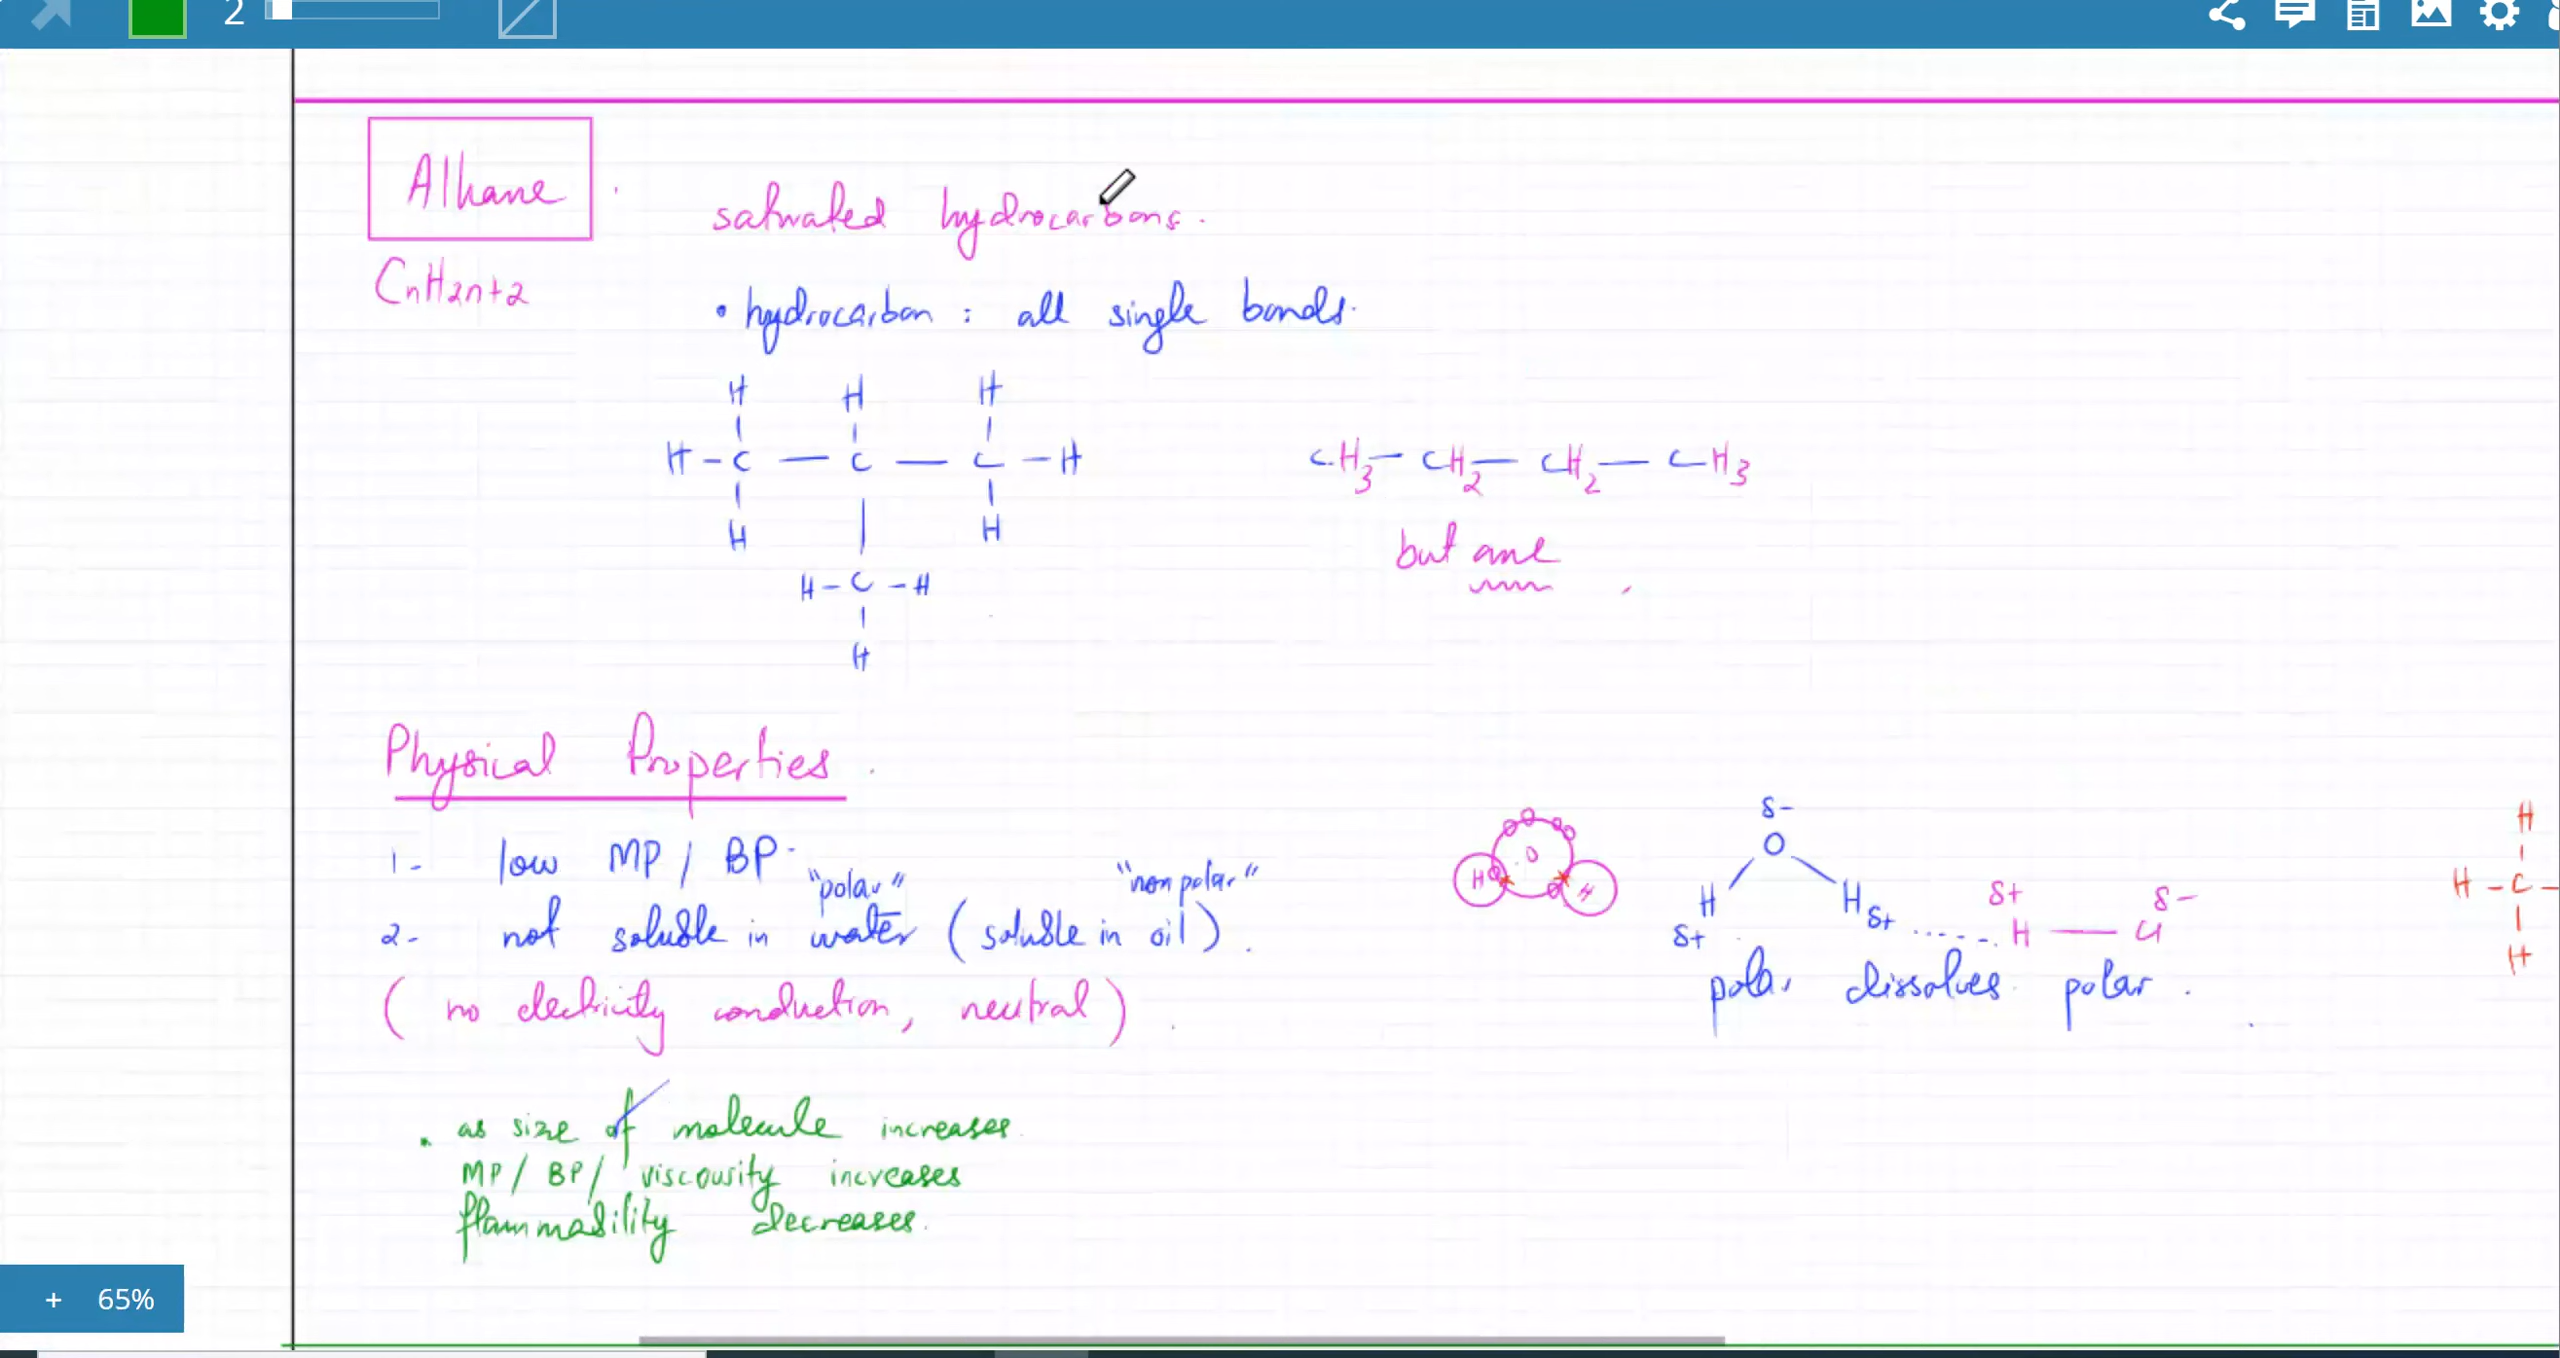 2
Alkane
saturated hydrocarbons.
CnH2n+2
• hydrocarbon : all single bonds.
H H H
H - C — C — C - H
H H
H - C - H
H
CH3 — CH2 — CH2 — CH3
butane
Physical Properties
1- low MP / BP.
"polar" "non polar"
2- not soluble in water (soluble in oil).
(no electricity conduction, neutral)
H O H
δ-
O
H H
δ+ δ+
δ+ δ-
H — Cl
polar dissolves polar.
H
H - C -
H
. as size of molecule increases
MP / BP / viscousity increases
flammability decreases.
+ 65%